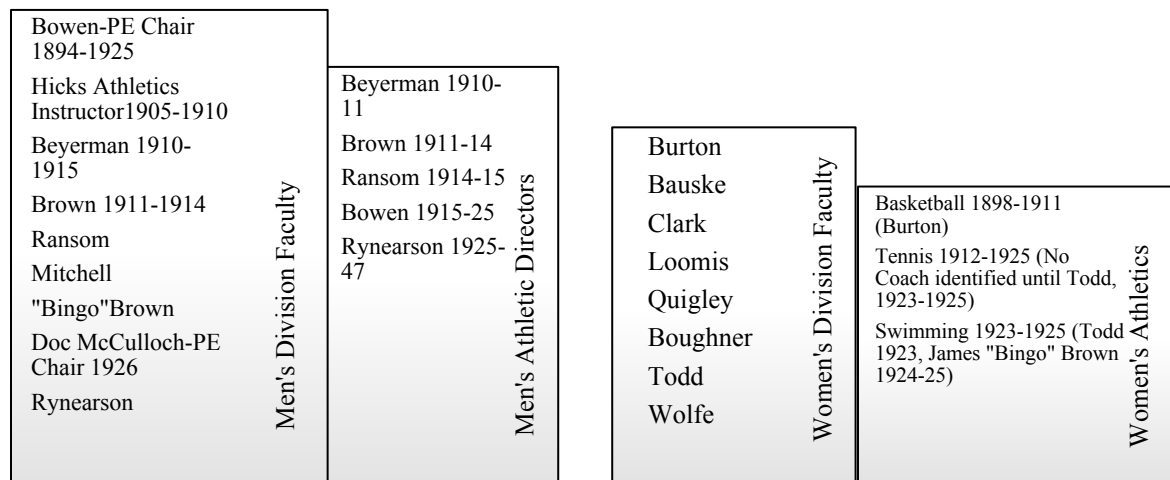 Bowen-PE Chair
1894-1925
Hicks Athletics
Instructor1905-1910
Beyerman 1910-
1915
Brown 1911-1914
Ransom
Mitchell
"Bingo"Brown
Doc McCulloch-PE
Chair 1926
Rynearson
Men's Division Faculty
Beyerman 1910-
11
Brown 1911-14
Ransom 1914-15
Bowen 1915-25
Rynearson 1925-
47
Men's Athletic Directors
Burton
Bauske
Clark
Loomis
Quigley
Boughner
Todd
Wolfe
Women's Division Faculty
Basketball 1898-1911
(Burton)
Tennis 1912-1925 (No
Coach identified until Todd,
1923-1925)
Swimming 1923-1925 (Todd
1923, James "Bingo" Brown
1924-25)
Women's Athletics